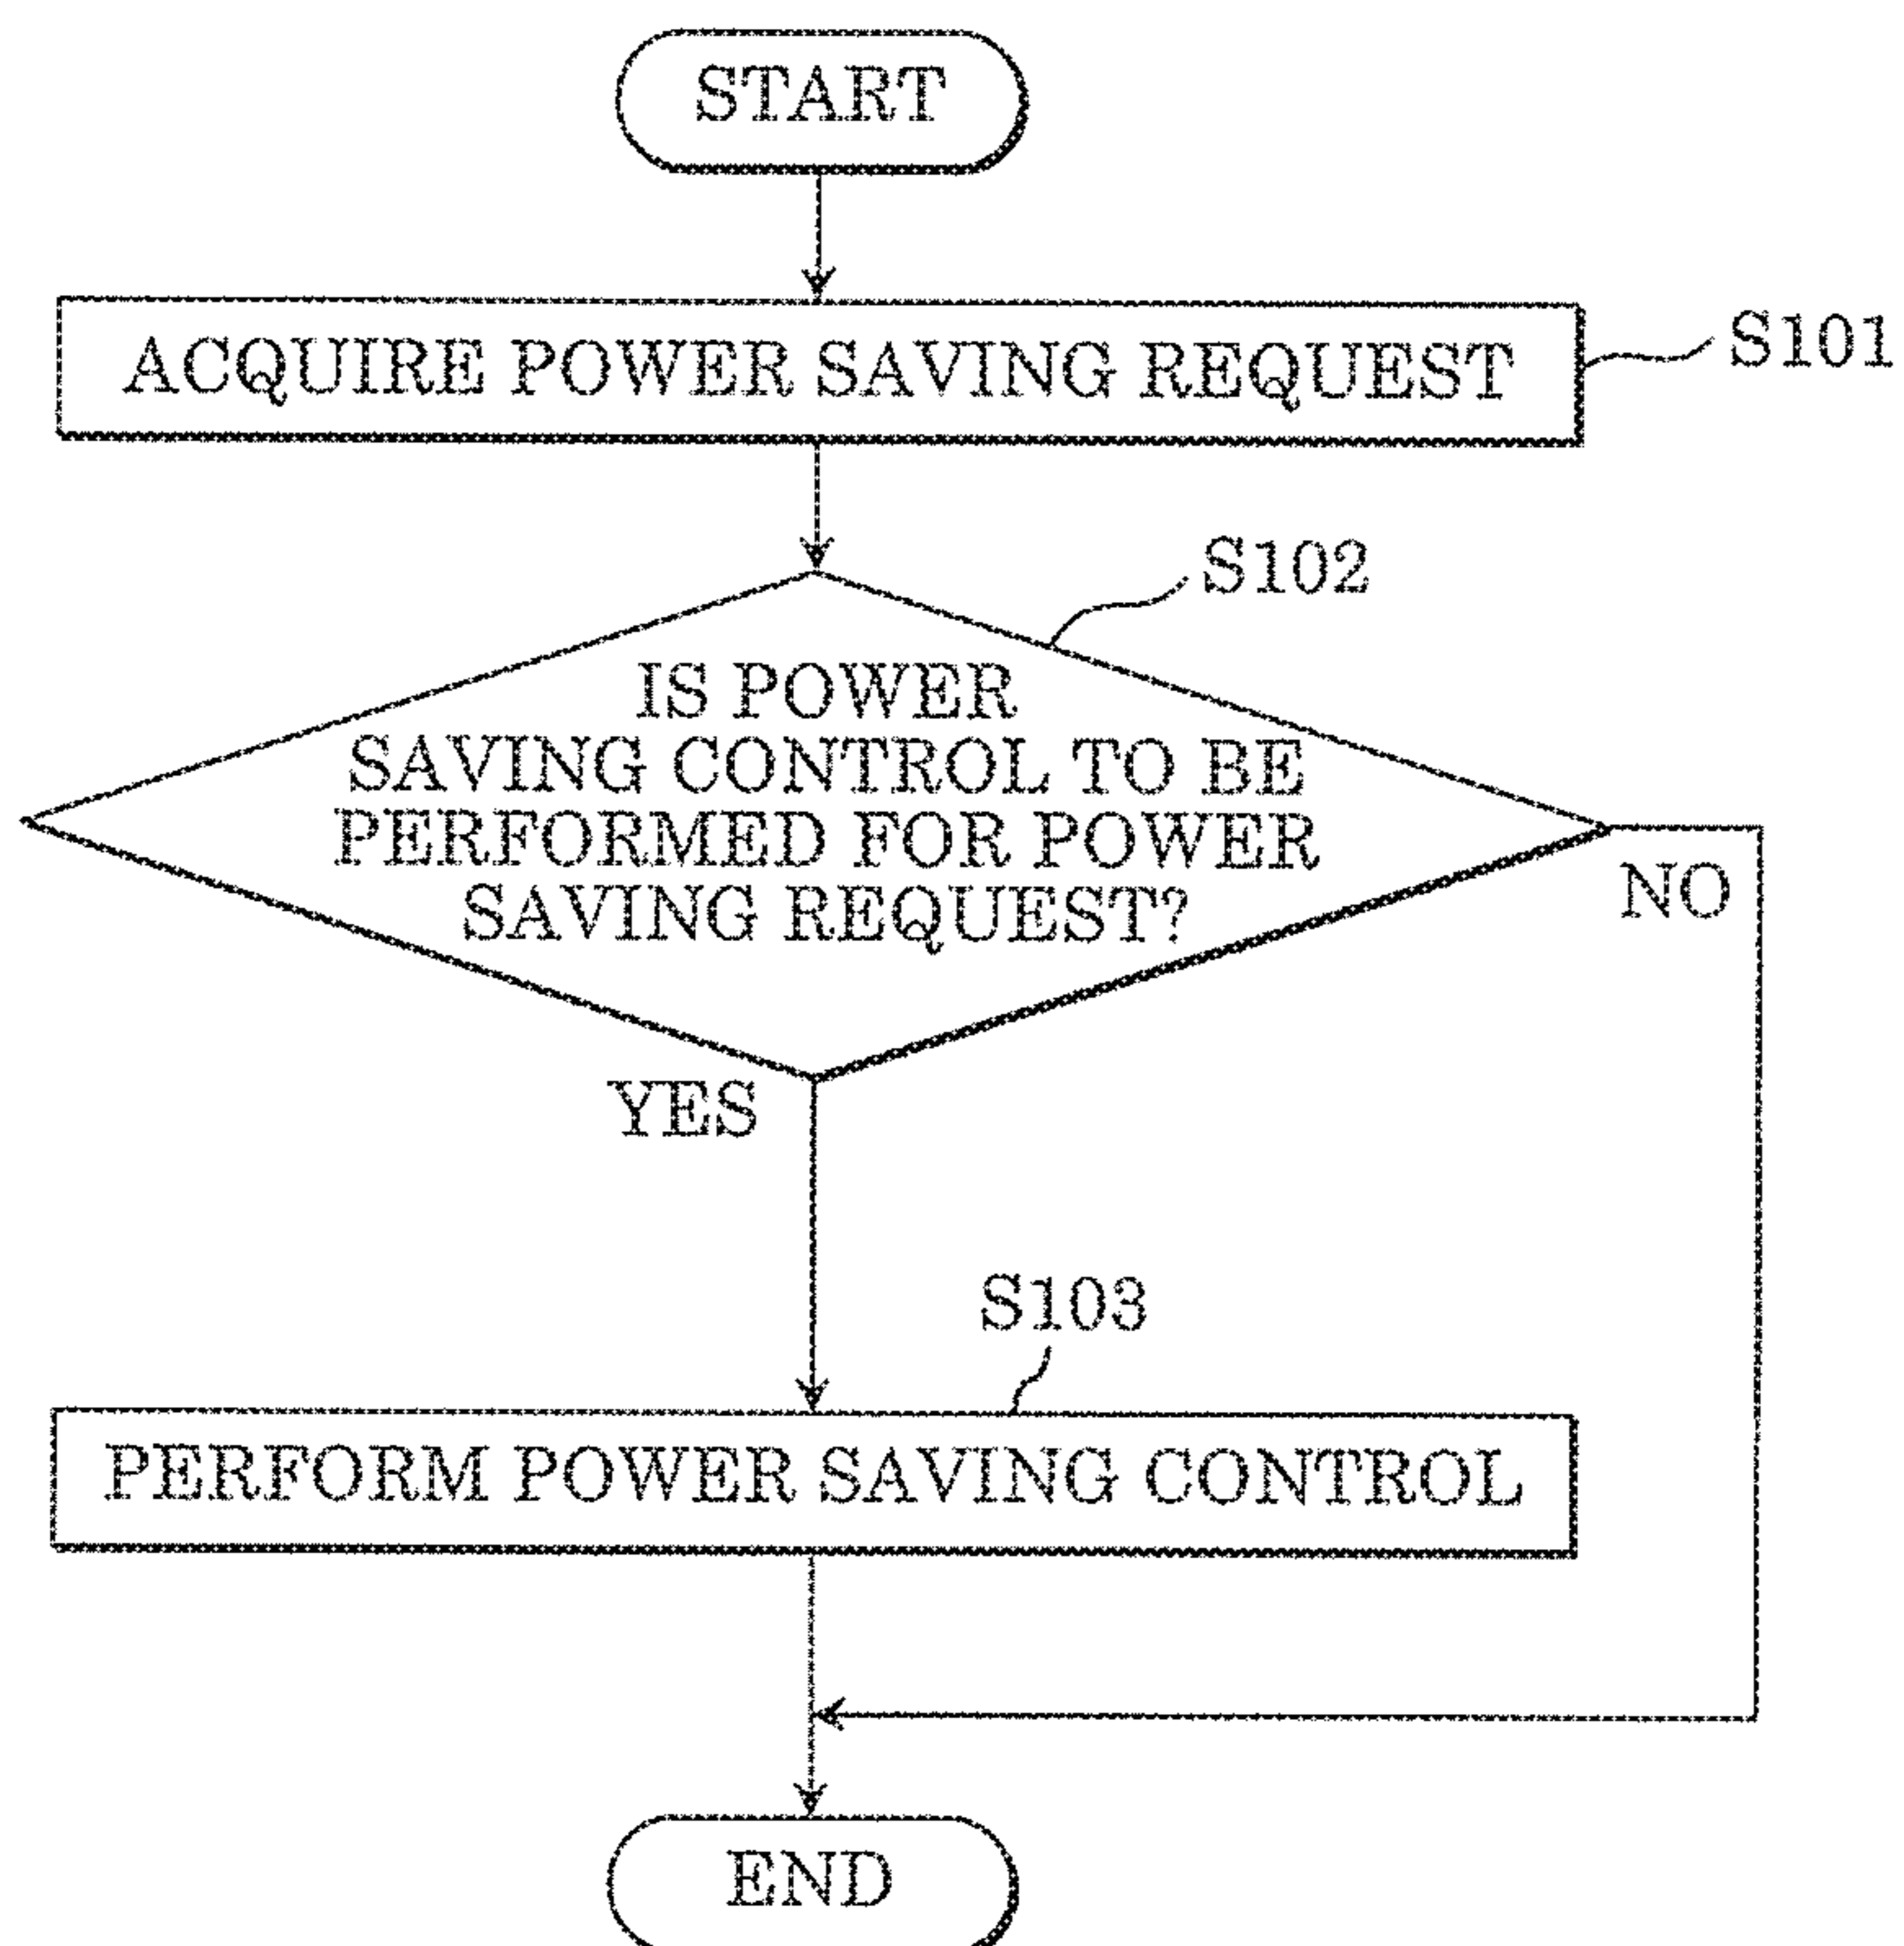 START
ACQUIRE POWER SAVING REQUEST
S101
S102
IS POWER
SAVING CONTROL TO BE
PERFORMED FOR POWER
SAVING REQUEST?
NO
YES
S103
PERFORM POWER SAVING CONTROL
END